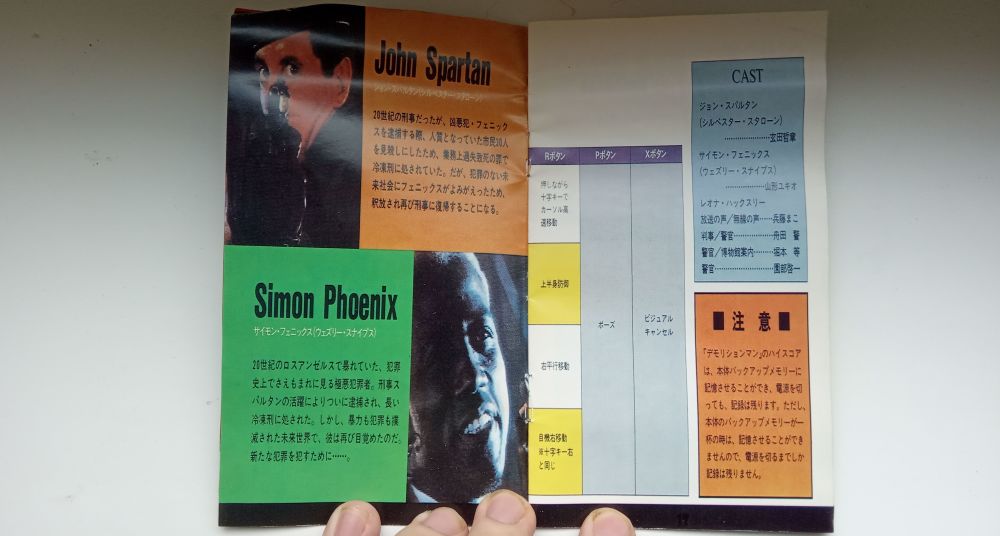 John Spartan
ジョン・スパルタン(シルベスター・スタローン)
20世紀の刑事だったが、凶悪犯・フェニック
スを逮捕する際、人質となっていた市民30人
を見殺しにしたため、業務上過失致死の罪で
冷凍刑に処されていた。だが、犯罪のない未
来社会にフェニックスがよみがえったため、
釈放され再び刑事に復帰することになる。
Simon Phoenix
サイモン・フェニックス(ウェズリー・スナイプス)
20世紀のロスアンゼルスで暴れていた、犯罪
史上でさえもまれに見る極悪犯罪者。刑事ス
パルタンの活躍によりついに逮捕され、長い
冷凍刑に処された。しかし、暴力も犯罪も撲
滅された未来世界で、彼は再び目覚めたのだ。
新たな犯罪を犯すために……。
Rボタン
Pボタン
Xボタン
押しながら
十字キーで
カーソル高
速移動
上半身防御
右平行移動
自機右移動
※十字キー右
と同じ
ポーズ
ビジュアル
キャンセル
CAST
ジョン・スパルタン
(シルベスター・スタローン)
……………………玄田哲章
サイモン・フェニックス
(ウェズリー・スナイプス)
………………山形ユキオ
レオナ・ハックスリー
放送の声/無線の声……兵藤まこ
判事/警官………………舟田 警
警官/博物館案内………堀本 等
警官………………………園部啓一
■注 意■
「デモリションマン」のハイスコア
は、本体バックアップメモリーに
記憶させることができ、電源を切
っても、記録は残ります。ただし、
本体のバックアップメモリーが一
杯の時は、記憶させることができ
ませんので、電源を切るまでしか
記録は残りません。
17